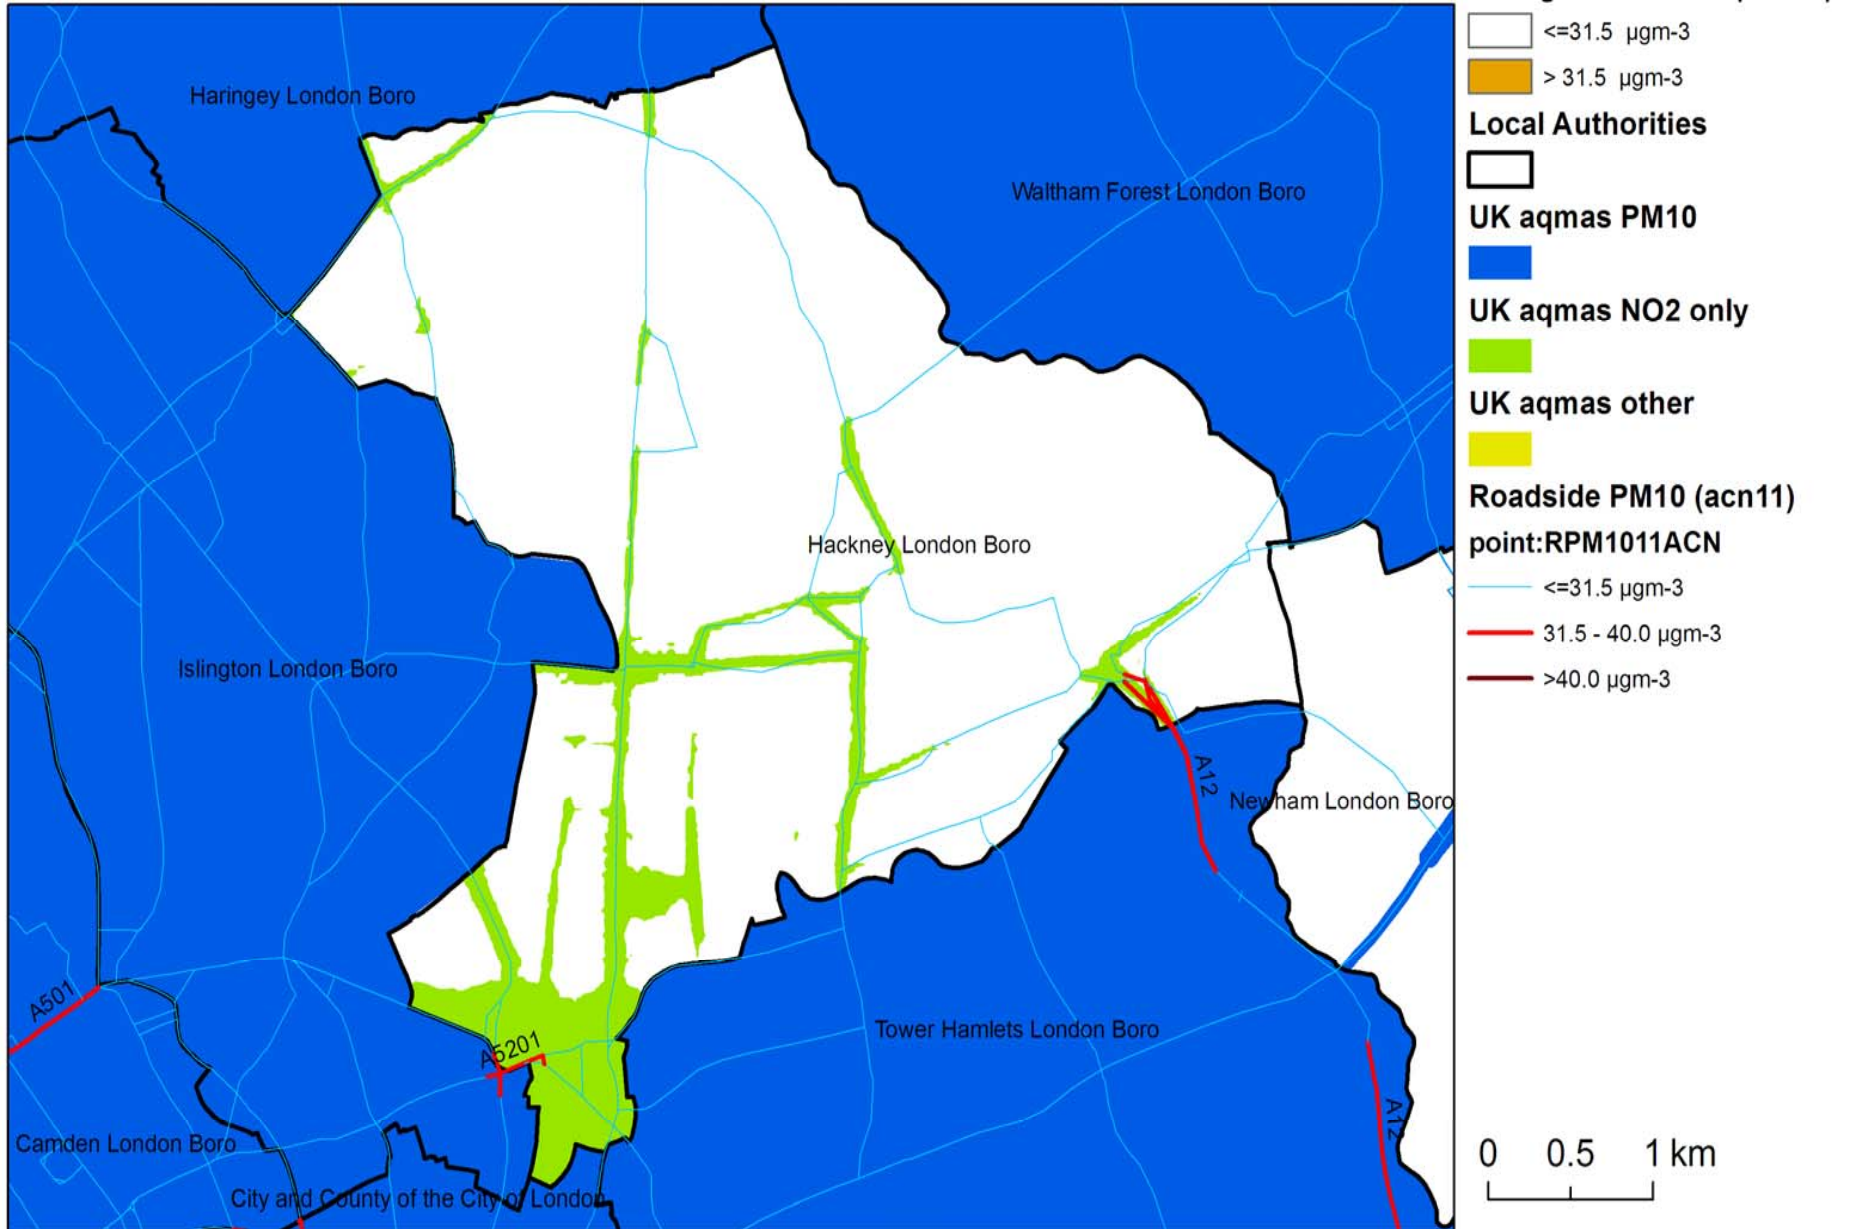 <=31.5 µgm-3
> 31.5 µgm-3
Local Authorities
UK aqmas PM10
UK aqmas NO2 only
UK aqmas other
Roadside PM10 (acn11)
point:RPM1011ACN
<=31.5 µgm-3
31.5 - 40.0 µgm-3
>40.0 µgm-3
0 0.5 1 km
Haringey London Boro
Waltham Forest London Boro
Hackney London Boro
Islington London Boro
A12
Newham London Boro
A501
A5201
Tower Hamlets London Boro
A12
Camden London Boro
City and County of the City of London